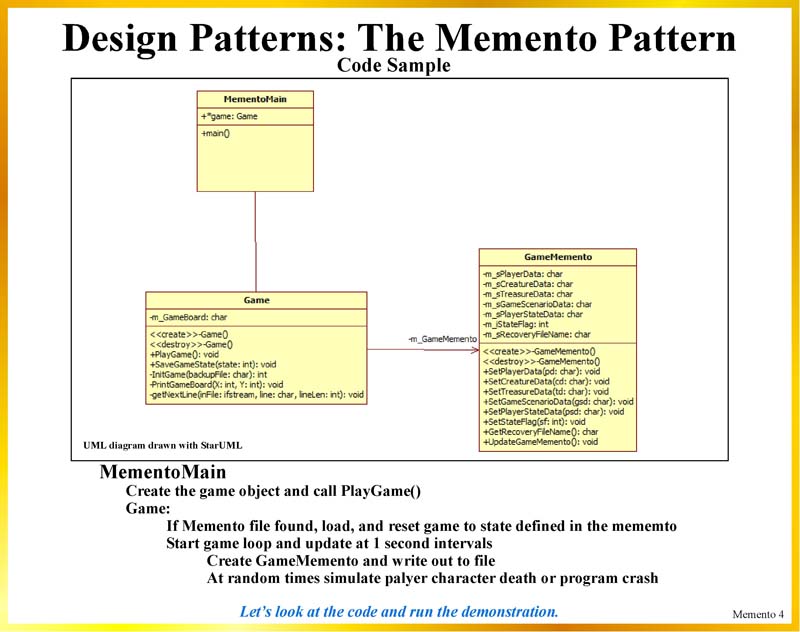 Design Patterns: The Memento Pattern
Code Sample
MementoMain
+*game: Game
+main()
Game
-m_GameBoard: char
<<create>>-Game()
<<destroy>>-Game()
+PlayGame(): void
+SaveGameState(state: int): void
-InitGame(backupFile: char): int
-PrintGameBoard(X: int, Y: int): void
-getNextLine(inFile: ifstream, line: char, lineLen: int): void
-m_GameMemento
GameMemento
-m_sPlayerData: char
-m_sCreatureData: char
-m_sTreasureData: char
-m_sGameScenarioData: char
-m_sPlayerStateData: char
-m_iStateFlag: int
-m_sRecoveryFileName: char
<<create>>-GameMemento()
<<destroy>>-GameMemento()
+SetPlayerData(pd: char): void
+SetCreatureData(cd: char): void
+SetTreasureData(td: char): void
+SetGameScenarioData(gsd: char): void
+SetPlayerStateData(psd: char): void
+SetStateFlag(sf: int): void
+GetRecoveryFileName(): char
+UpdateGameMemento(): void
UML diagram drawn with StarUML
MementoMain
Create the game object and call PlayGame()
Game:
If Memento file found, load, and reset game to state defined in the mememto
Start game loop and update at 1 second intervals
Create GameMemento and write out to file
At random times simulate palyer character death or program crash
Let's look at the code and run the demonstration.
Memento 4